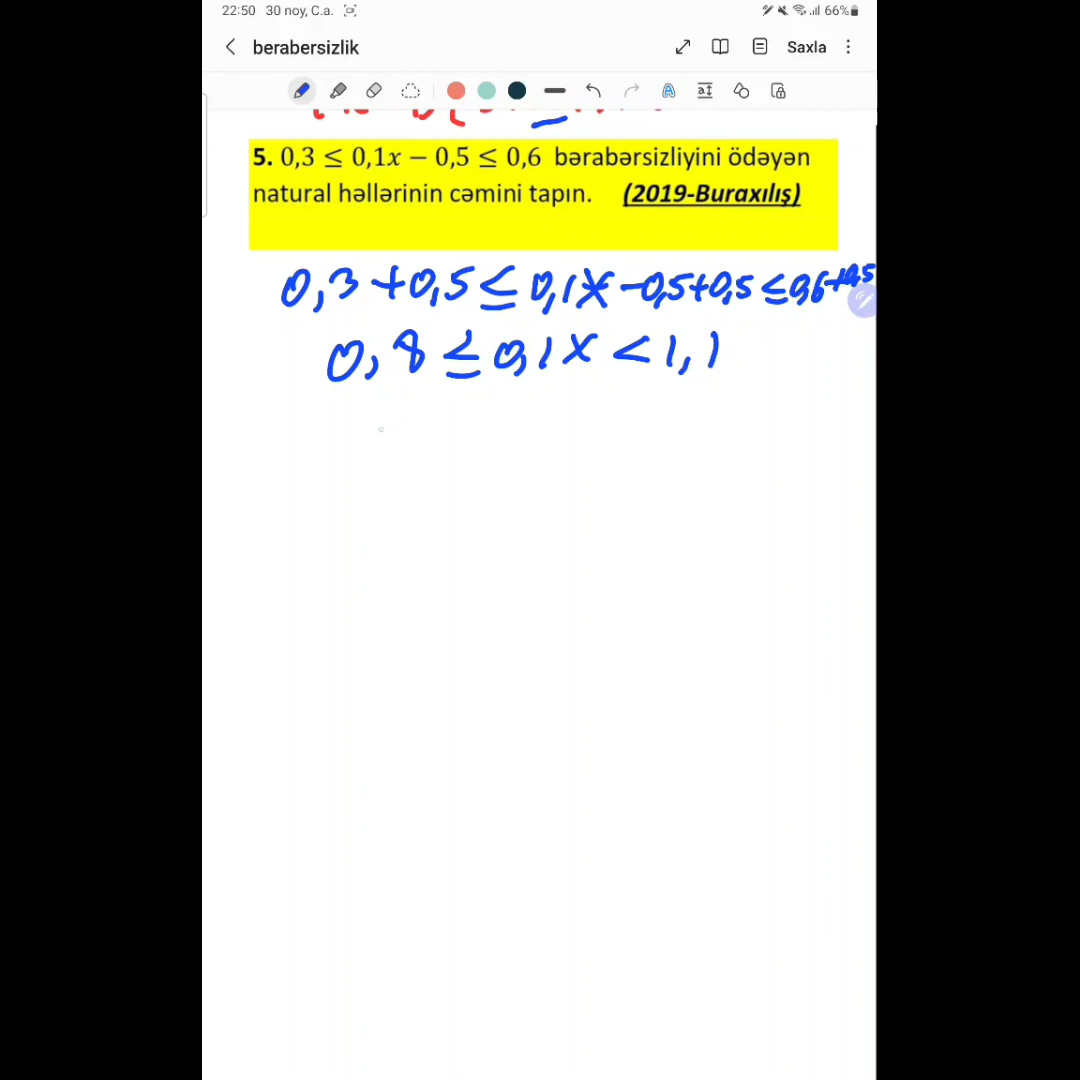 22:50 30 noy, C.a. 66%
berabersizlik Saxla
5. 0,3 ≤ 0,1x − 0,5 ≤ 0,6 bərabərsizliyini ödəyən
natural həllərinin cəmini tapın. (2019-Buraxılış)
0,3 + 0,5 ≤ 0,1x - 0,5 + 0,5 ≤ 0,6 + 0,5
0,8 ≤ 0,1x < 1,1